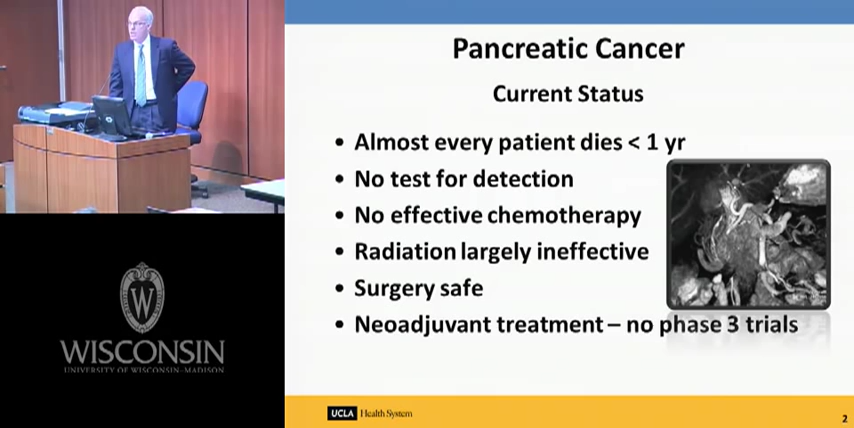 Pancreatic Cancer
Current Status
• Almost every patient dies < 1 yr
• No test for detection
• No effective chemotherapy
• Radiation largely ineffective
• Surgery safe
• Neoadjuvant treatment – no phase 3 trials
W
WISCONSIN
UNIVERSITY OF WISCONSIN–MADISON
UCLA Health System
2